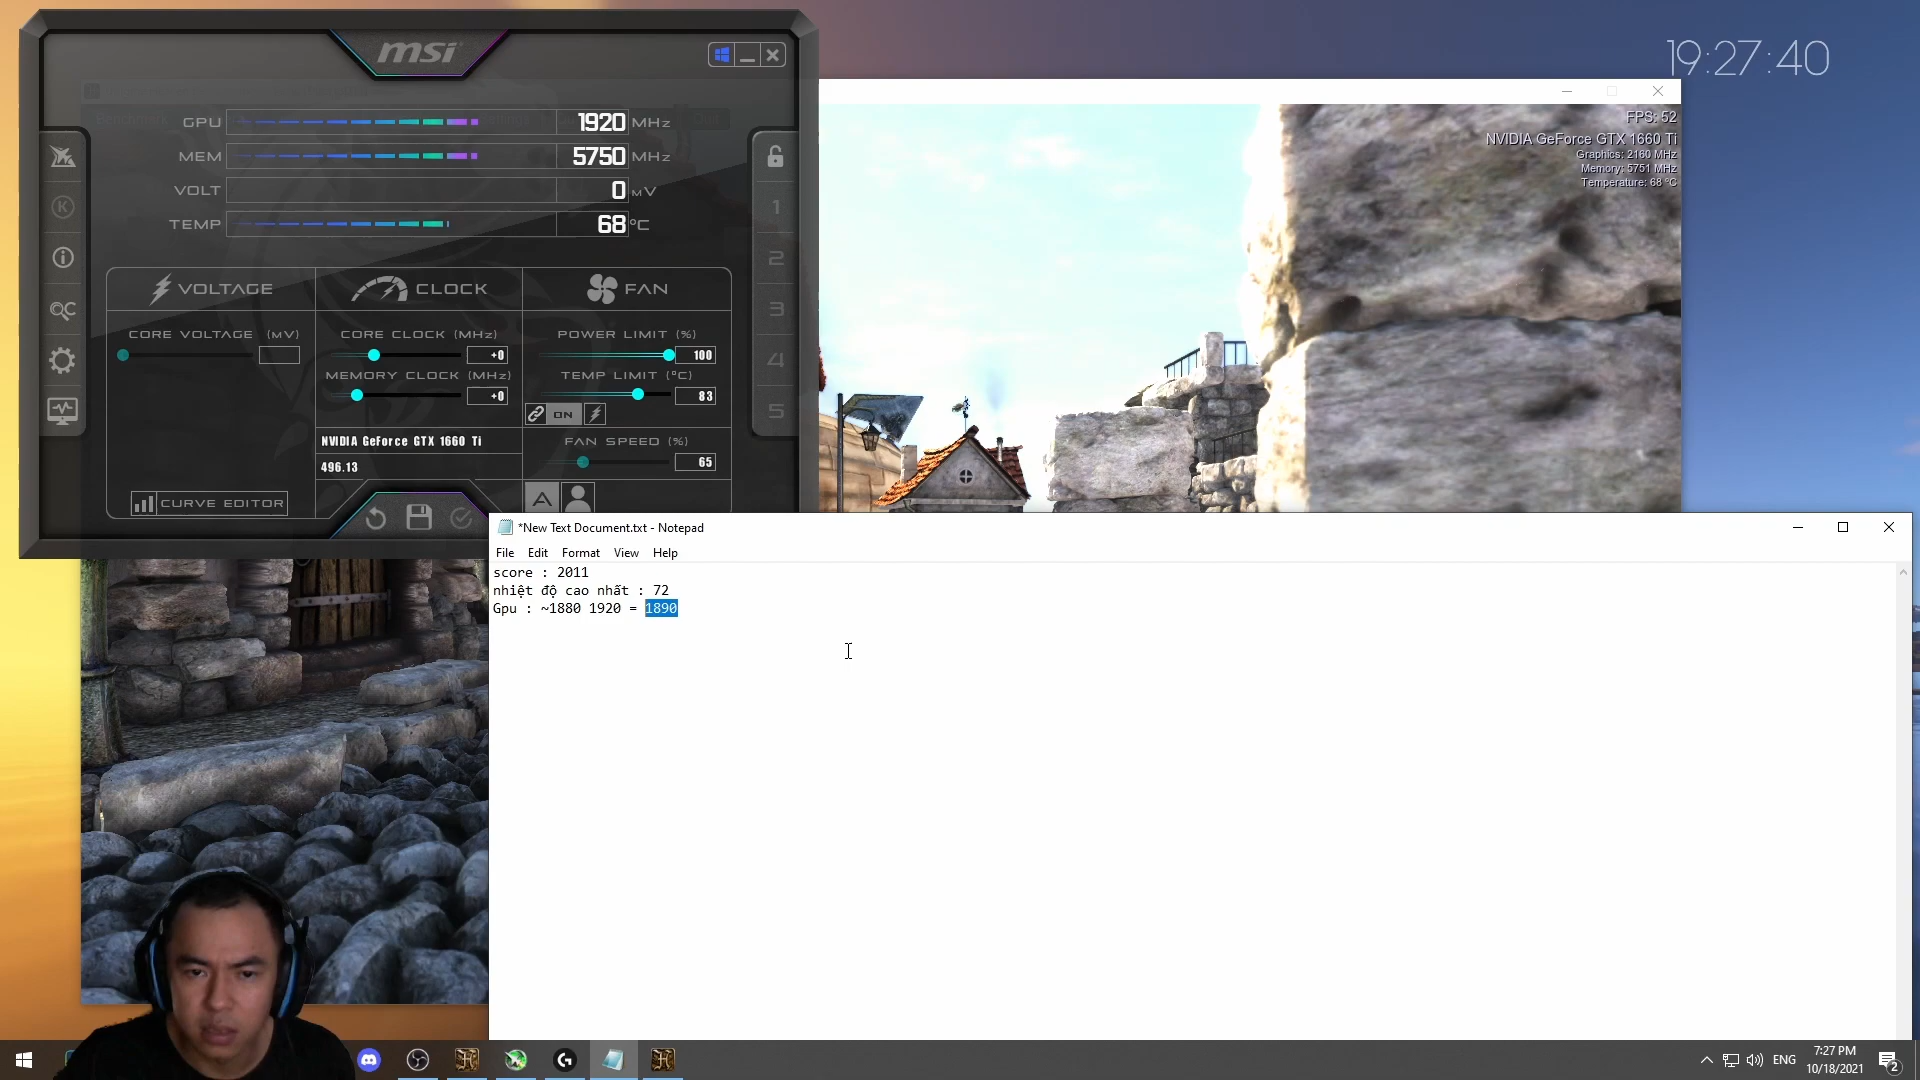 msi
19:27:40
GPU 1920 MHz
MEM 5750 MHz
VOLT 0 mV
TEMP 68 °C
FPS: 52
NVIDIA GeForce GTX 1660 Ti
Graphics: 2160 MHz
Memory: 5751 MHz
Temperature: 68 °C
K
OC
1
2
3
4
5
VOLTAGE
CLOCK
FAN
CORE VOLTAGE (MV)
CORE CLOCK (MHz)
+0
MEMORY CLOCK (MHz)
+0
POWER LIMIT (%)
100
TEMP LIMIT (°C)
83
ON
FAN SPEED (%)
65
A
NVIDIA GeForce GTX 1660 Ti
496.13
CURVE EDITOR
*New Text Document.txt - Notepad
File Edit Format View Help
score : 2011
nhiệt độ cao nhất : 72
Gpu : ~1880 1920 = 1890
ENG
7:27 PM
10/18/2021
2